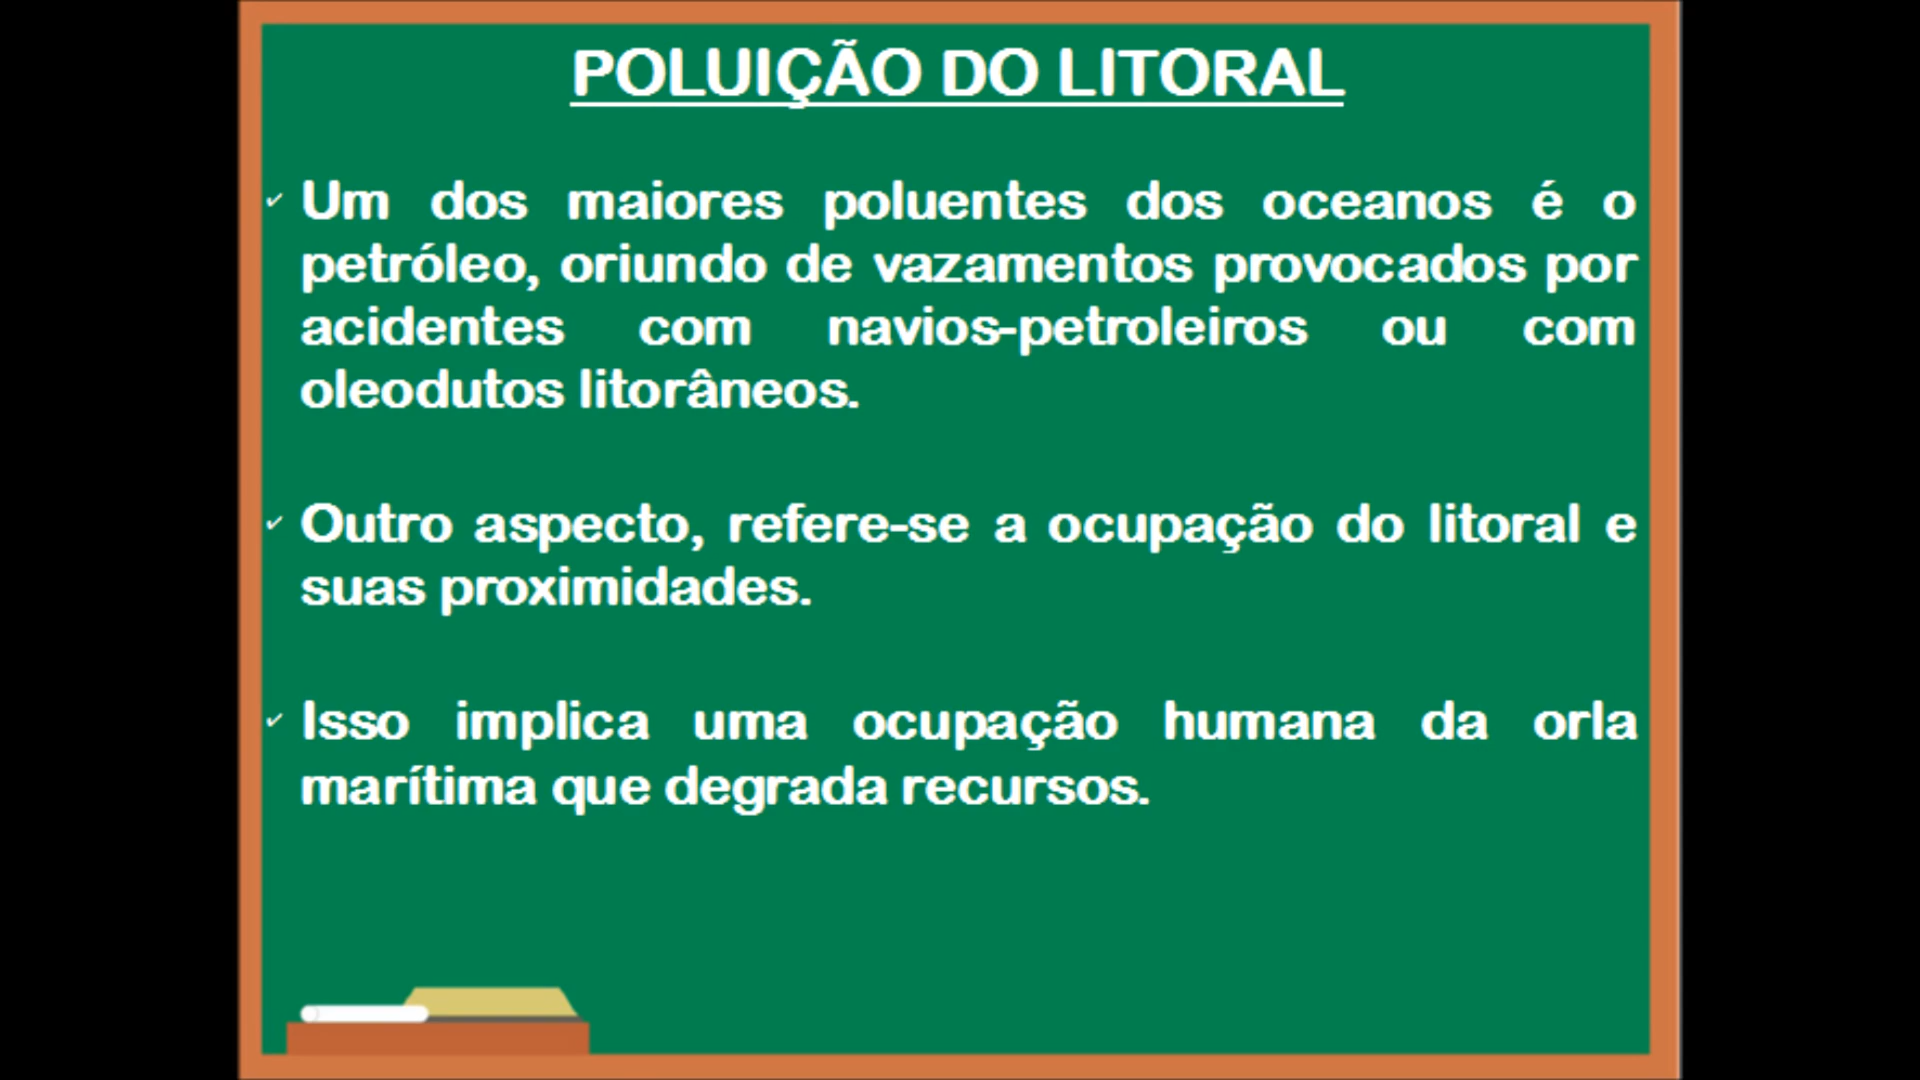 POLUIÇÃO DO LITORAL
✓ Um dos maiores poluentes dos oceanos é o
petróleo, oriundo de vazamentos provocados por
acidentes com navios-petroleiros ou com
oleodutos litorâneos.
✓ Outro aspecto, refere-se a ocupação do litoral e
suas proximidades.
✓ Isso implica uma ocupação humana da orla
marítima que degrada recursos.